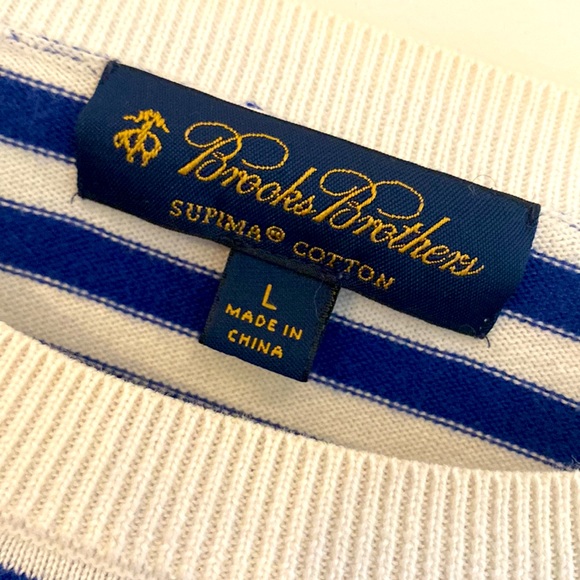 Brooks Brothers
SUPIMA® COTTON
L
MADE IN
CHINA